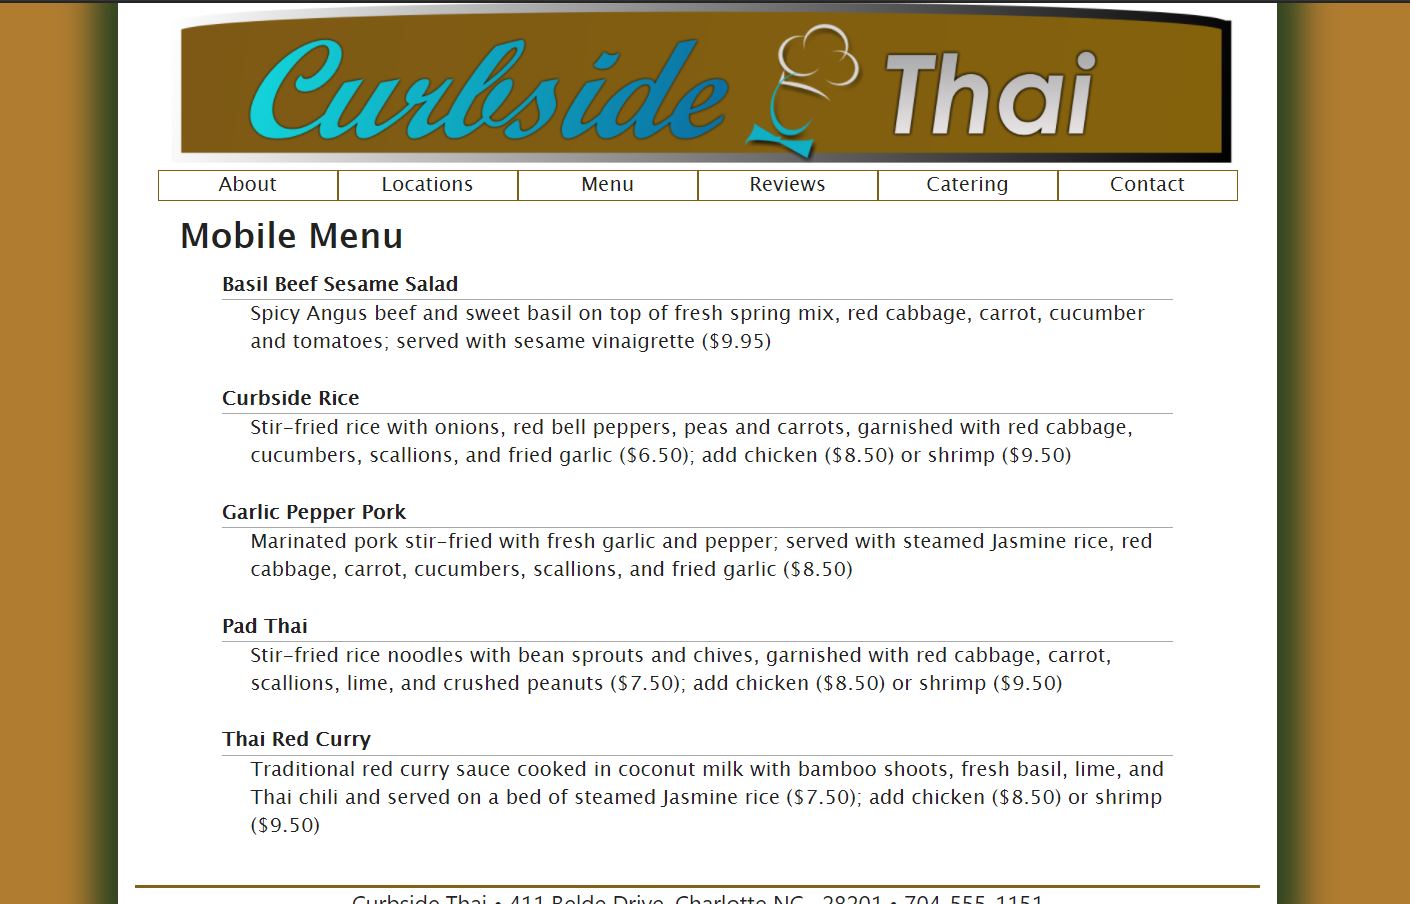 Curbside Thai
About Locations Menu Reviews Catering Contact
Mobile Menu
Basil Beef Sesame Salad
Spicy Angus beef and sweet basil on top of fresh spring mix, red cabbage, carrot, cucumber
and tomatoes; served with sesame vinaigrette ($9.95)
Curbside Rice
Stir-fried rice with onions, red bell peppers, peas and carrots, garnished with red cabbage,
cucumbers, scallions, and fried garlic ($6.50); add chicken ($8.50) or shrimp ($9.50)
Garlic Pepper Pork
Marinated pork stir-fried with fresh garlic and pepper; served with steamed Jasmine rice, red
cabbage, carrot, cucumbers, scallions, and fried garlic ($8.50)
Pad Thai
Stir-fried rice noodles with bean sprouts and chives, garnished with red cabbage, carrot,
scallions, lime, and crushed peanuts ($7.50); add chicken ($8.50) or shrimp ($9.50)
Thai Red Curry
Traditional red curry sauce cooked in coconut milk with bamboo shoots, fresh basil, lime, and
Thai chili and served on a bed of steamed Jasmine rice ($7.50); add chicken ($8.50) or shrimp
($9.50)
Curbside Thai • 411 Belde Drive, Charlotte NC 28201 • 704-555-1151